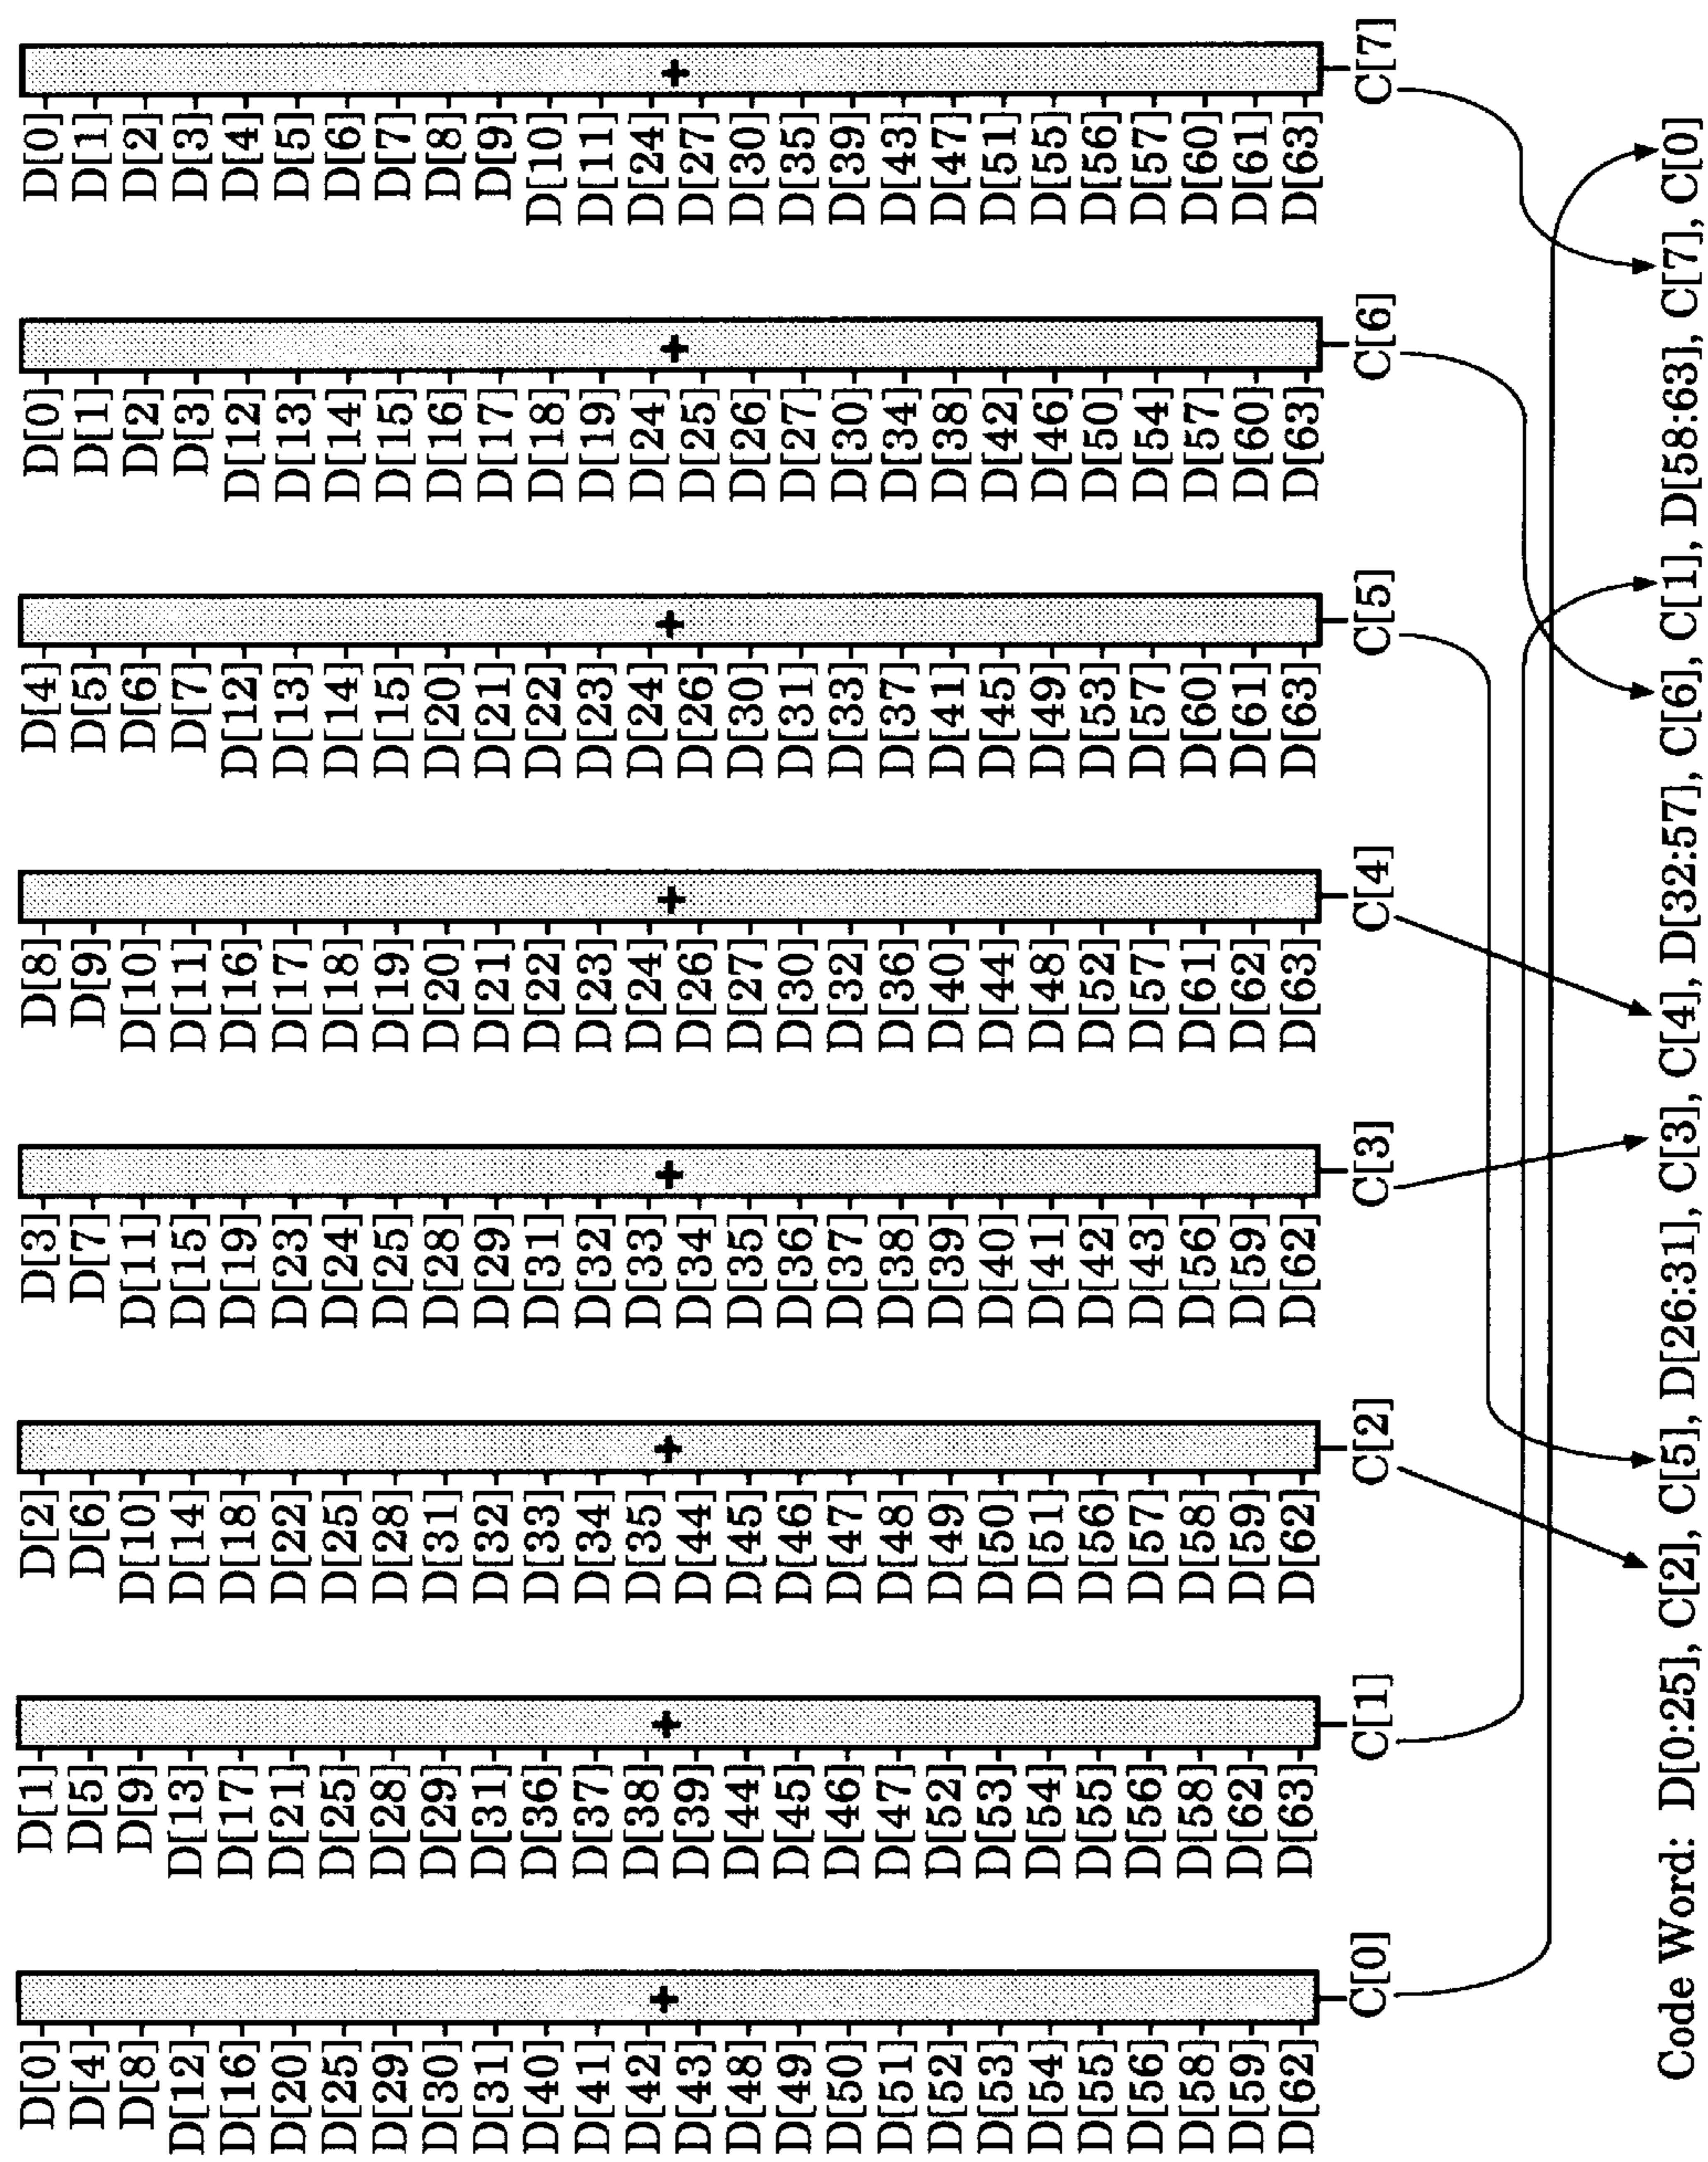 D[0]
D[4]
D[8]
D[12]
D[16]
D[20]
D[25]
D[29]
D[30]
D[31]
D[40]
D[41]
D[42]
D[43]
D[48]
D[49]
D[50]
D[51]
D[52]
D[53]
D[54]
D[55]
D[56]
D[58]
D[59]
D[62]
+
C[0]
D[1]
D[5]
D[9]
D[13]
D[17]
D[21]
D[25]
D[28]
D[29]
D[31]
D[36]
D[37]
D[38]
D[39]
D[44]
D[45]
D[46]
D[47]
D[52]
D[53]
D[54]
D[55]
D[56]
D[58]
D[62]
D[63]
+
C[1]
D[2]
D[6]
D[10]
D[14]
D[18]
D[22]
D[25]
D[28]
D[31]
D[32]
D[33]
D[34]
D[35]
D[44]
D[45]
D[46]
D[47]
D[48]
D[49]
D[50]
D[51]
D[56]
D[57]
D[58]
D[59]
D[62]
+
C[2]
D[3]
D[7]
D[11]
D[15]
D[19]
D[23]
D[24]
D[25]
D[28]
D[29]
D[31]
D[32]
D[33]
D[34]
D[35]
D[36]
D[37]
D[38]
D[39]
D[40]
D[41]
D[42]
D[43]
D[56]
D[59]
D[62]
+
C[3]
D[8]
D[9]
D[10]
D[11]
D[16]
D[17]
D[18]
D[19]
D[20]
D[21]
D[22]
D[23]
D[24]
D[26]
D[27]
D[30]
D[32]
D[36]
D[40]
D[44]
D[48]
D[52]
D[57]
D[61]
D[62]
D[63]
+
C[4]
D[4]
D[5]
D[6]
D[7]
D[12]
D[13]
D[14]
D[15]
D[20]
D[21]
D[22]
D[23]
D[24]
D[26]
D[30]
D[31]
D[33]
D[37]
D[41]
D[45]
D[49]
D[53]
D[57]
D[60]
D[61]
D[63]
+
C[5]
D[0]
D[1]
D[2]
D[3]
D[12]
D[13]
D[14]
D[15]
D[16]
D[17]
D[18]
D[19]
D[24]
D[25]
D[26]
D[27]
D[30]
D[34]
D[38]
D[42]
D[46]
D[50]
D[54]
D[57]
D[60]
D[63]
+
C[6]
D[0]
D[1]
D[2]
D[3]
D[4]
D[5]
D[6]
D[7]
D[8]
D[9]
D[10]
D[11]
D[24]
D[27]
D[30]
D[35]
D[39]
D[43]
D[47]
D[51]
D[55]
D[56]
D[57]
D[60]
D[61]
D[63]
+
C[7]
Code Word: D[0:25], C[2], C[5], D[26:31], C[3], C[4], D[32:57], C[6], C[1], D[58:63], C[7], C[0]